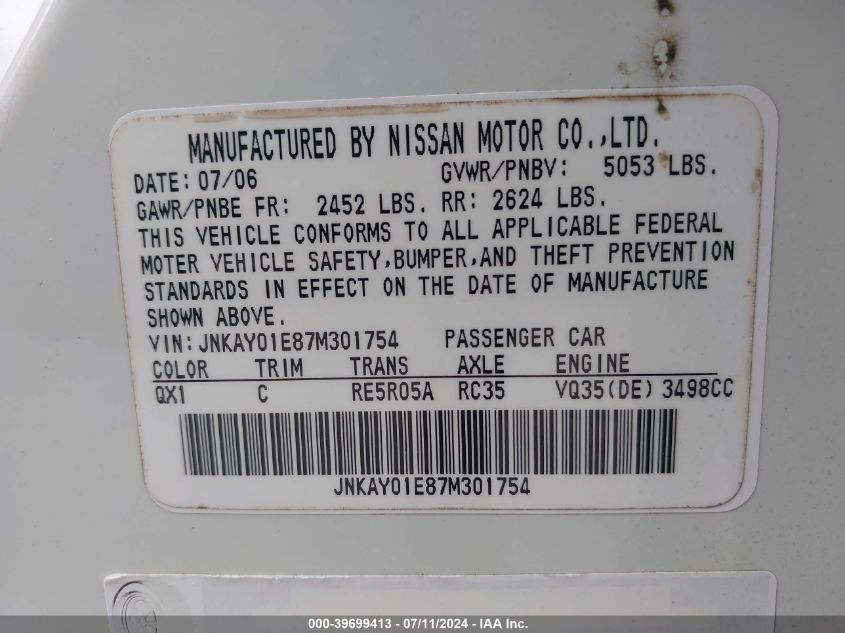 MANUFACTURED BY NISSAN MOTOR CO.,LTD.
DATE: 07/06 GVWR/PNBV: 5053 LBS.
GAWR/PNBE FR: 2452 LBS. RR: 2624 LBS.
THIS VEHICLE CONFORMS TO ALL APPLICABLE FEDERAL
MOTER VEHICLE SAFETY,BUMPER,AND THEFT PREVENTION
STANDARDS IN EFFECT ON THE DATE OF MANUFACTURE
SHOWN ABOVE.
VIN: JNKAY01E87M301754 PASSENGER CAR
COLOR TRIM TRANS AXLE ENGINE
QX1 C RE5R05A RC35 VQ35(DE) 3498CC
JNKAY01E87M301754
000-39699413 - 07/11/2024 - IAA Inc.